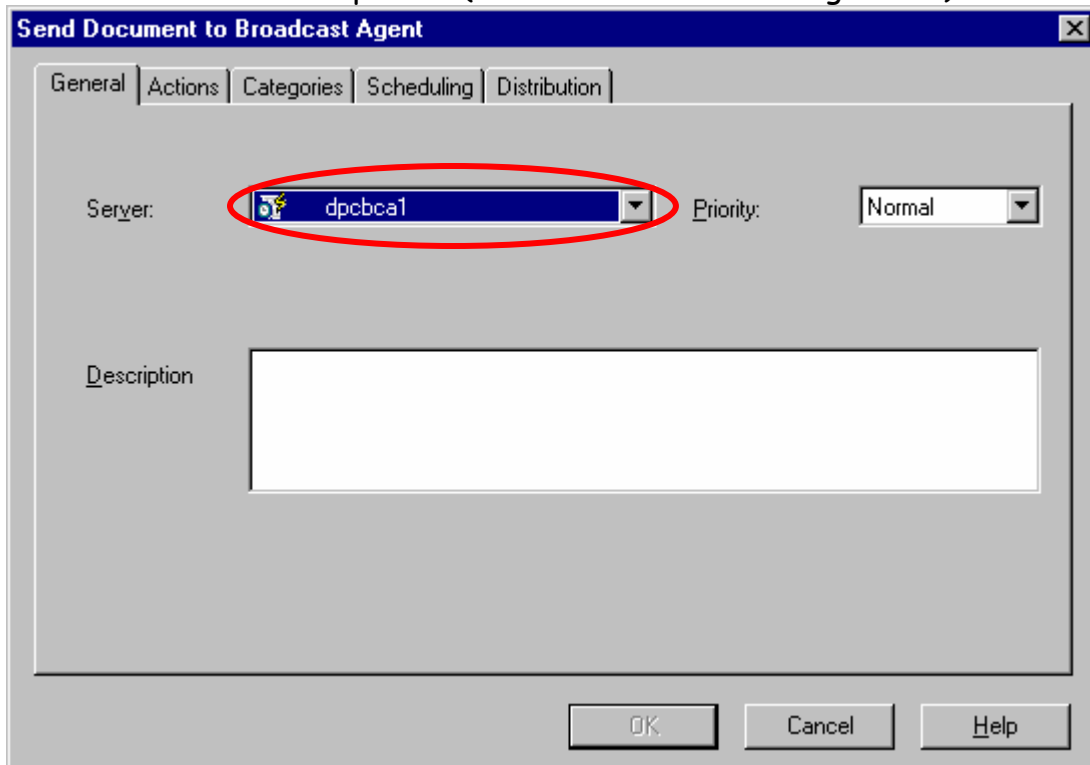 Send Document to Broadcast Agent
General Actions Categories Scheduling Distribution
Server: dpcbca1 Priority: Normal
Description
OK Cancel Help